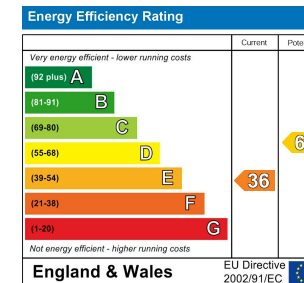 Energy Efficiency Rating
Current
Very energy efficient - lower running costs
(92 plus) A
(81-91) B
(69-80) C
(55-68) D
(39-54) E
36
(21-38) F
(1-20) G
Not energy efficient - higher running costs
England & Wales
EU Directive
2002/91/EC